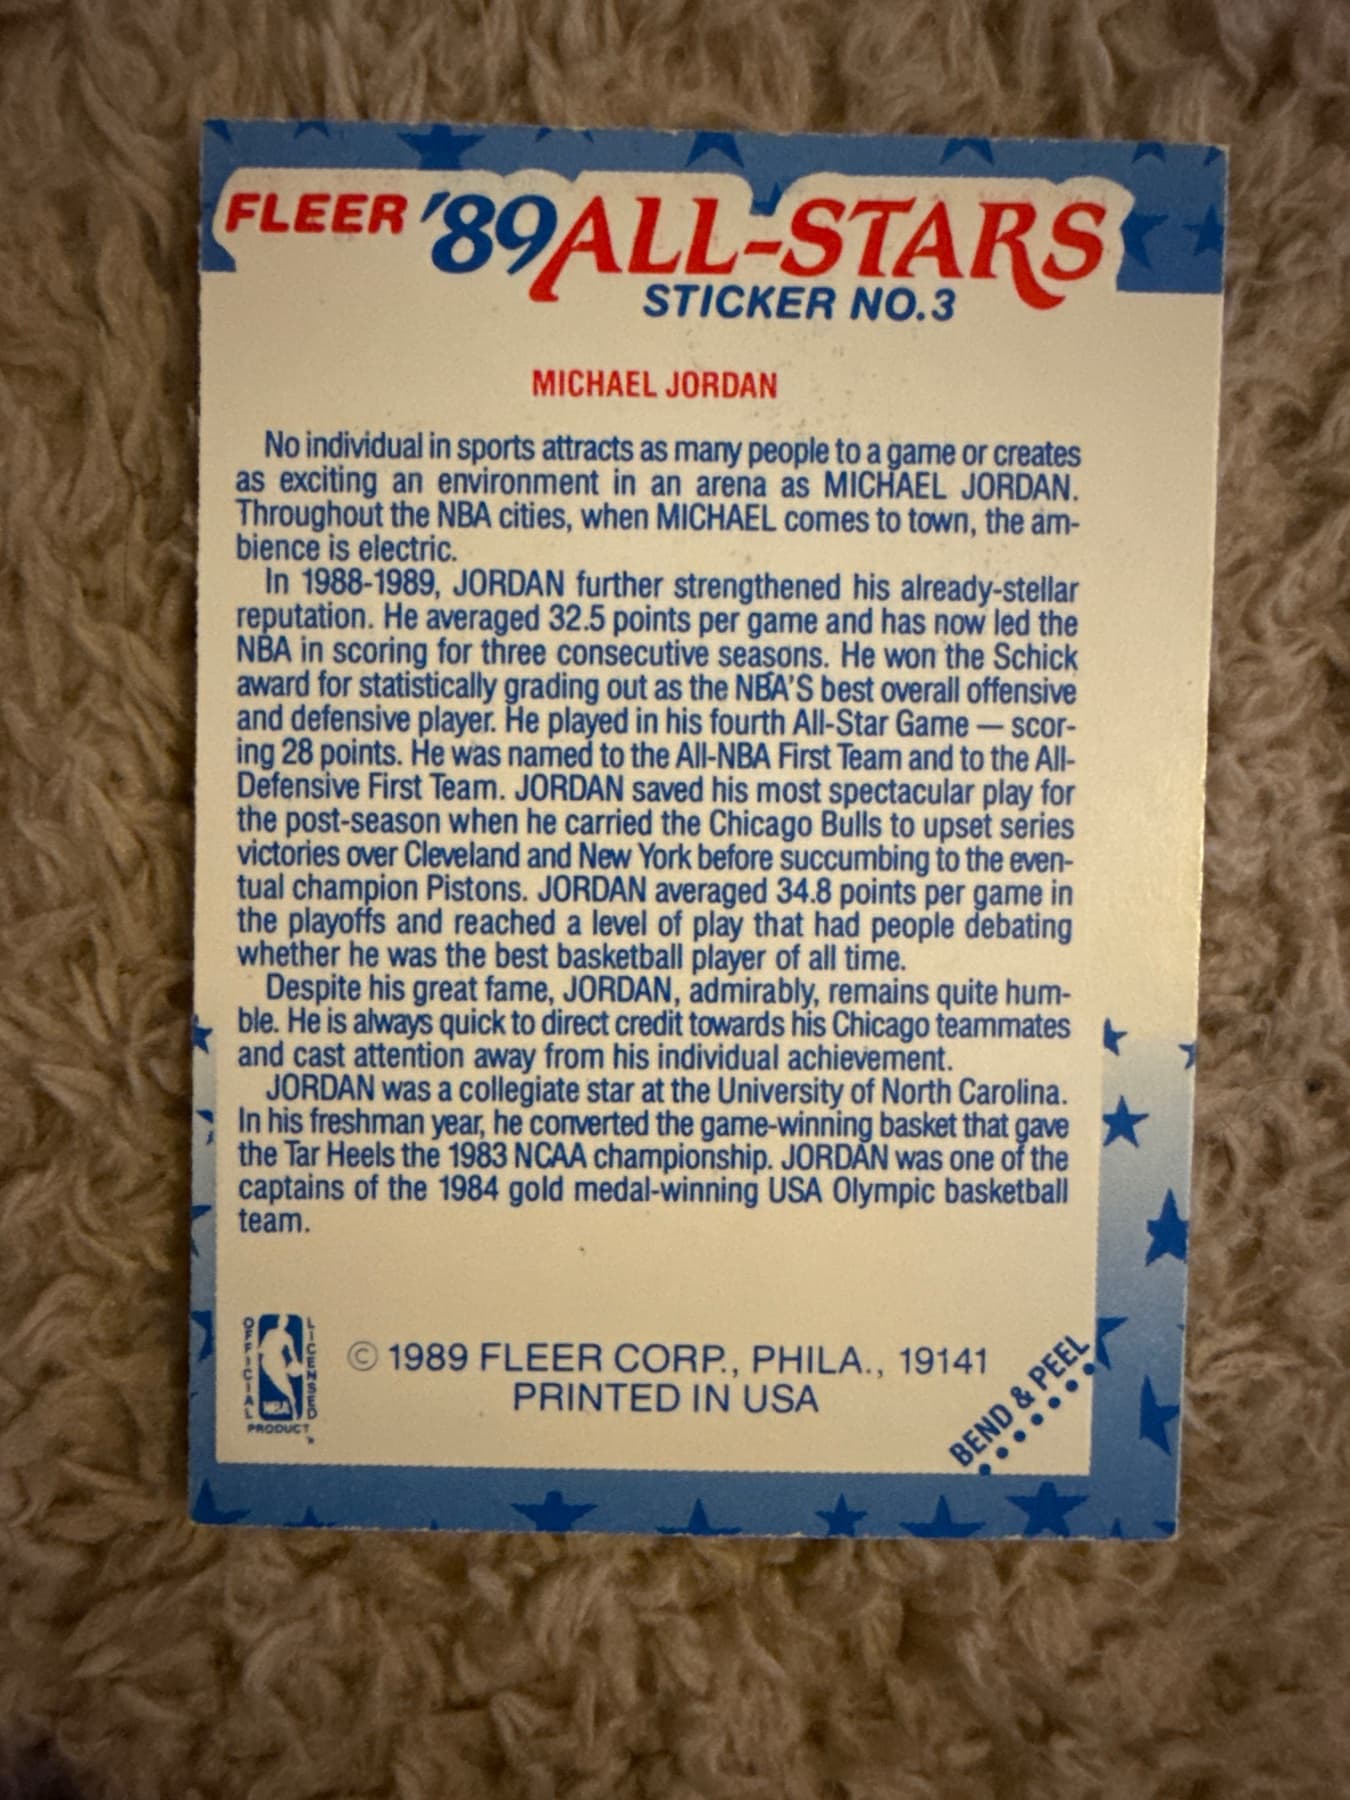 FLEER '89 ALL-STARS
STICKER NO.3
MICHAEL JORDAN
No individual in sports attracts as many people to a game or creates
as exciting an environment in an arena as MICHAEL JORDAN.
Throughout the NBA cities, when MICHAEL comes to town, the am-
bience is electric.
In 1988-1989, JORDAN further strengthened his already-stellar
reputation. He averaged 32.5 points per game and has now led the
NBA in scoring for three consecutive seasons. He won the Schick
award for statistically grading out as the NBA'S best overall offensive
and defensive player. He played in his fourth All-Star Game — scor-
ing 28 points. He was named to the All-NBA First Team and to the All-
Defensive First Team. JORDAN saved his most spectacular play for
the post-season when he carried the Chicago Bulls to upset series
victories over Cleveland and New York before succumbing to the even-
tual champion Pistons. JORDAN averaged 34.8 points per game in
the playoffs and reached a level of play that had people debating
whether he was the best basketball player of all time.
Despite his great fame, JORDAN, admirably, remains quite hum-
ble. He is always quick to direct credit towards his Chicago teammates
and cast attention away from his individual achievement.
JORDAN was a collegiate star at the University of North Carolina.
In his freshman year, he converted the game-winning basket that gave
the Tar Heels the 1983 NCAA championship. JORDAN was one of the
captains of the 1984 gold medal-winning USA Olympic basketball
team.
OFFICIAL
NBA
LICENSED
PRODUCT
© 1989 FLEER CORP., PHILA., 19141
PRINTED IN USA
BEND & PEEL